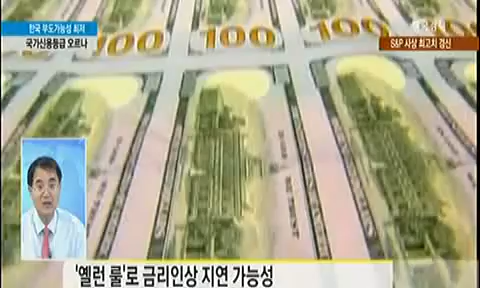 한국 부도가능성 최저
국가신용등급 오르나
S&P 사상 최고치 경신
100 100 100 100
'옐런 룰'로 금리인상 지연 가능성